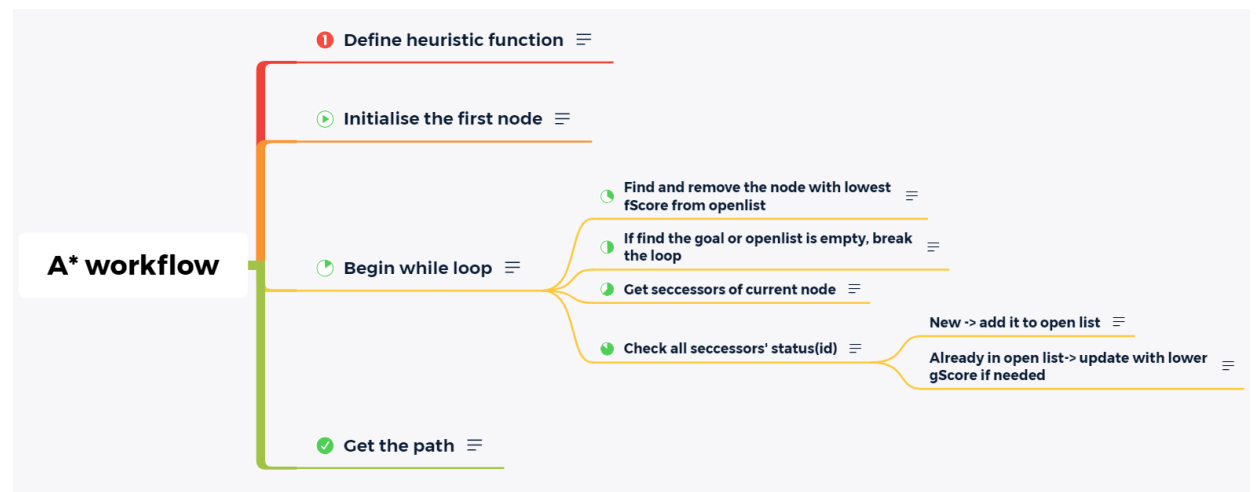 A* workflow
1 Define heuristic function
Initialise the first node
Begin while loop
Find and remove the node with lowest
fScore from openlist
If find the goal or openlist is empty, break
the loop
Get seccessors of current node
Check all seccessors' status(id)
New -> add it to open list
Already in open list-> update with lower
gScore if needed
Get the path